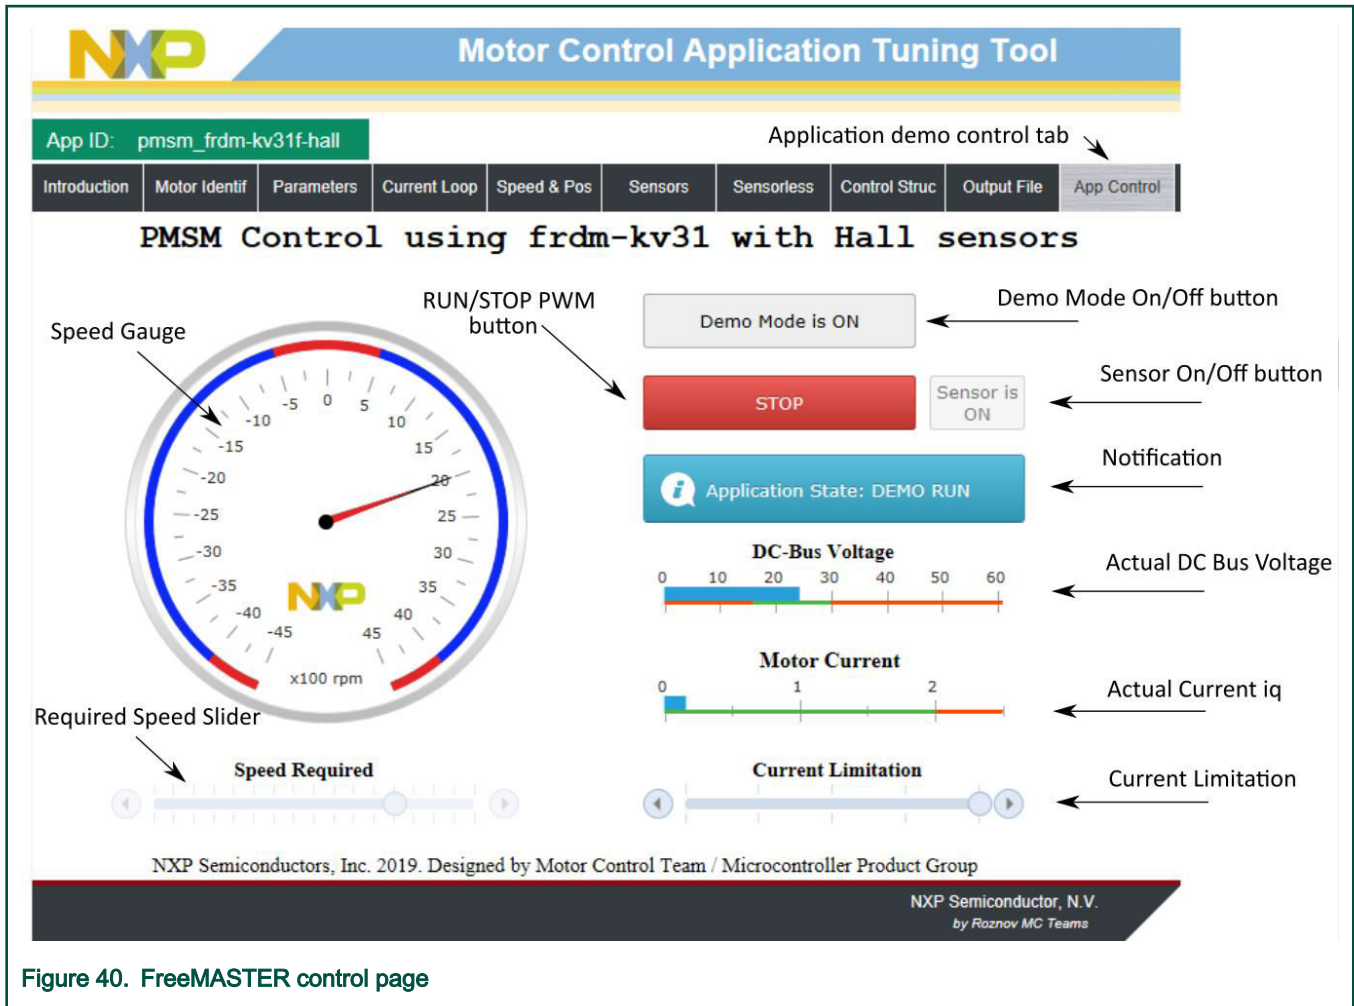 NXP
Motor Control Application Tuning Tool
App ID: pmsm_frdm-kv31f-hall
Application demo control tab
Introduction Motor Identif Parameters Current Loop Speed & Pos Sensors Sensorless Control Struc Output File App Control
PMSM Control using frdm-kv31 with Hall sensors
Speed Gauge
RUN/STOP PWM
button
Demo Mode is ON
Demo Mode On/Off button
STOP
Sensor is
ON
Sensor On/Off button
Application State: DEMO RUN
Notification
-45 -40 -35 -30 -25 -20 -15 -10 -5 0 5 10 15 20 25 30 35 40 45
NXP
x100 rpm
DC-Bus Voltage
0 10 20 30 40 50 60
Actual DC Bus Voltage
Motor Current
0 1 2
Actual Current iq
Required Speed Slider
Speed Required
Current Limitation
Current Limitation
NXP Semiconductors, Inc. 2019. Designed by Motor Control Team / Microcontroller Product Group
NXP Semiconductor, N.V.
by Roznov MC Teams
Figure 40. FreeMASTER control page